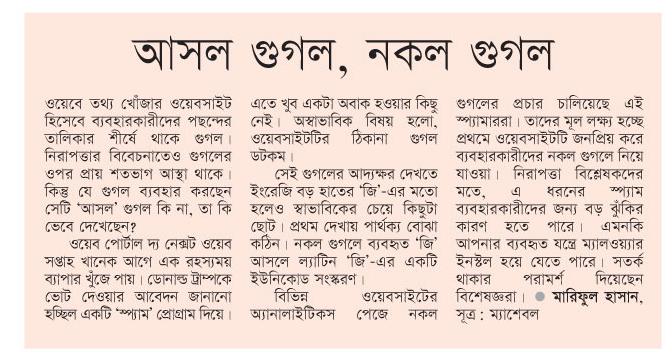 আসল গুগল, নকল গুগল
ওয়েবে তথ্য খোঁজার ওয়েবসাইট
হিসেবে ব্যবহারকারীদের পছন্দের
তালিকার শীর্ষে থাকে গুগল।
নিরাপত্তার বিবেচনাতেও গুগলের
ওপর প্রায় শতভাগ আস্থা থাকে।
কিন্তু যে গুগল ব্যবহার করছেন
সেটি ‘আসল’ গুগল কি না, তা কি
ভেবে দেখেছেন?
ওয়েব পোর্টাল দ্য নেক্সট ওয়েব
সপ্তাহ খানেক আগে এক রহস্যময়
ব্যাপার খুঁজে পায়। ডোনাল্ড ট্রাম্পকে
ভোট দেওয়ার আবেদন জানানো
হচ্ছিল একটি ‘স্প্যাম’ প্রোগ্রাম দিয়ে।
এতে খুব একটা অবাক হওয়ার কিছু
নেই। অস্বাভাবিক বিষয় হলো,
ওয়েবসাইটটির ঠিকানা গুগল
ডটকম।
সেই গুগলের আদ্যক্ষর দেখতে
ইংরেজি বড় হাতের ‘জি’-এর মতো
হলেও স্বাভাবিকের চেয়ে কিছুটা
ছোট। প্রথম দেখায় পার্থক্য বোঝা
কঠিন। নকল গুগলে ব্যবহৃত ‘জি’
আসলে ল্যাটিন ‘জি’-এর একটি
ইউনিকোড সংস্করণ।
বিভিন্ন ওয়েবসাইটের
অ্যানালাইটিকস পেজে নকল
গুগলের প্রচার চালিয়েছে এই
স্প্যামাররা। তাদের মূল লক্ষ্য হচ্ছে
প্রথমে ওয়েবসাইটটি জনপ্রিয় করে
ব্যবহারকারীদের নকল গুগলে নিয়ে
যাওয়া। নিরাপত্তা বিশ্লেষকদের
মতে, এ ধরনের স্প্যাম
ব্যবহারকারীদের জন্য বড় ঝুঁকির
কারণ হতে পারে। এমনকি
আপনার ব্যবহৃত যন্ত্রে ম্যালওয়্যার
ইনস্টল হয়ে যেতে পারে। সতর্ক
থাকার পরামর্শ দিয়েছেন
বিশেষজ্ঞরা। ● মারিফুল হাসান,
সূত্র : ম্যাশেবল